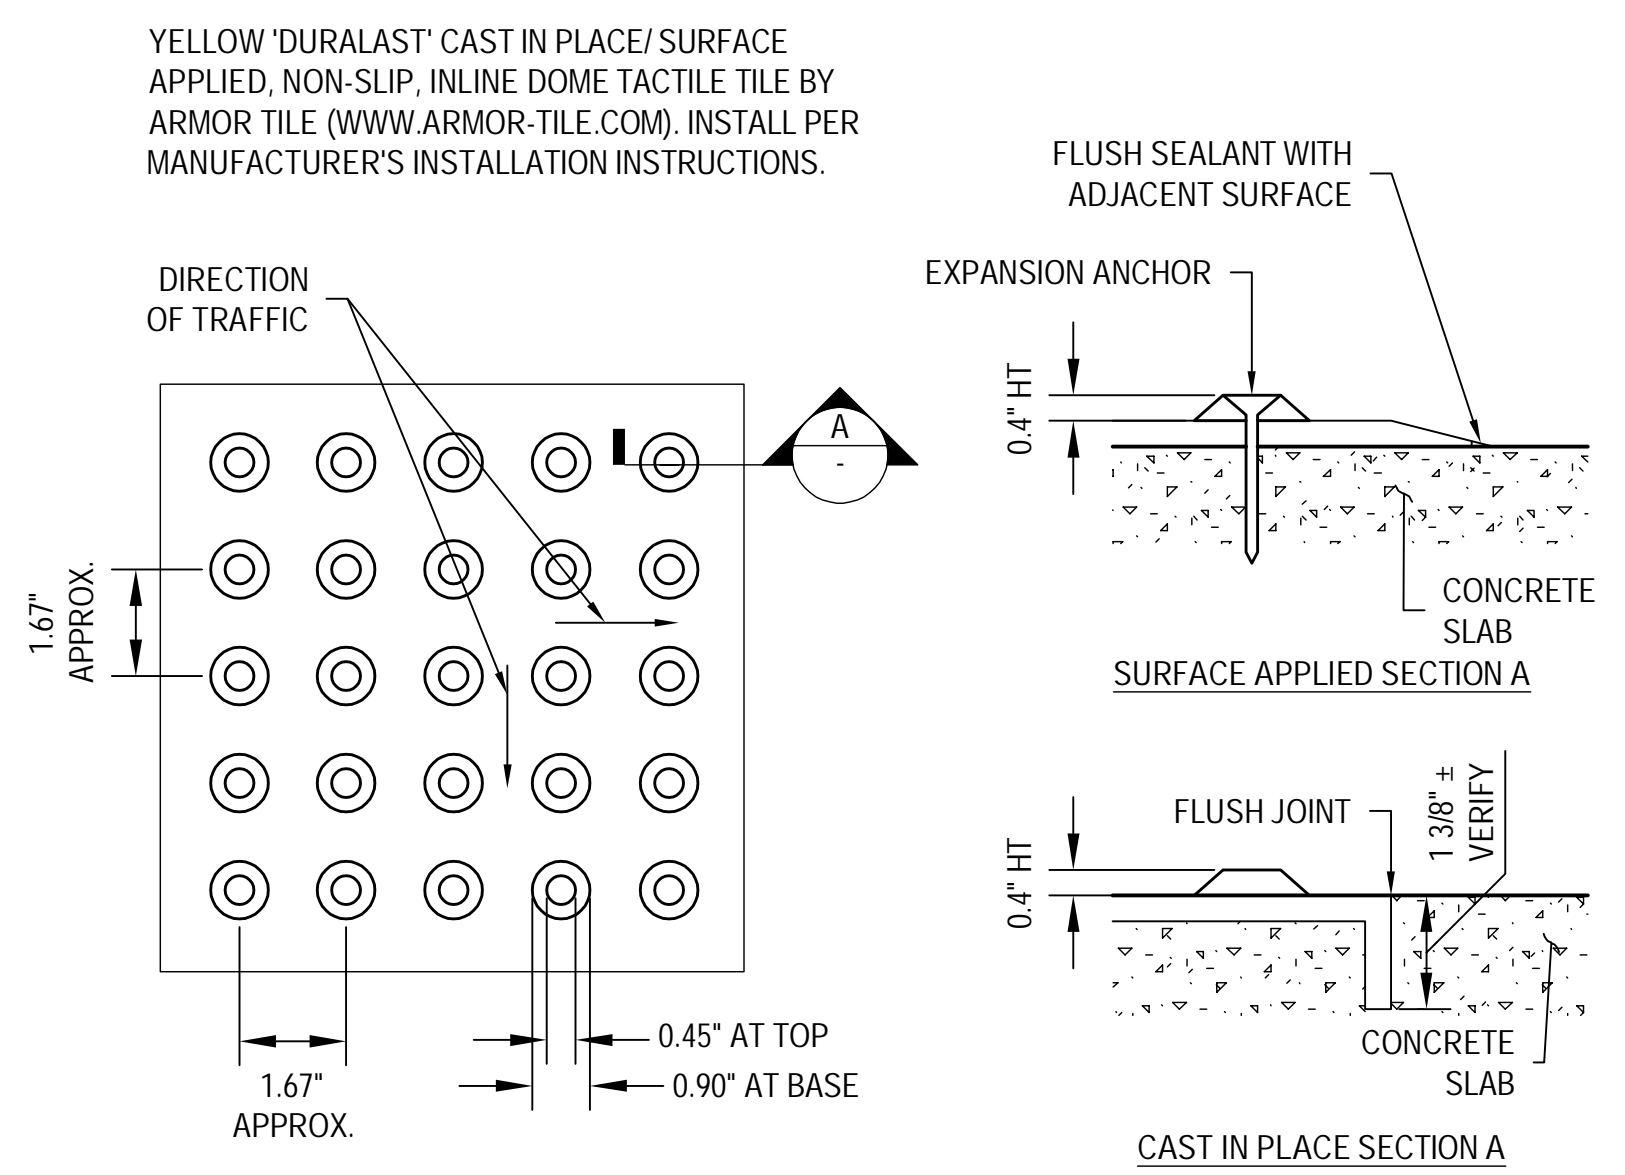 YELLOW 'DURALAST' CAST IN PLACE/ SURFACE
APPLIED, NON-SLIP, INLINE DOME TACTILE TILE BY
ARMOR TILE (WWW.ARMOR-TILE.COM). INSTALL PER
MANUFACTURER'S INSTALLATION INSTRUCTIONS.
DIRECTION
OF TRAFFIC
A
-
1.67"
APPROX.
1.67"
APPROX.
0.45" AT TOP
0.90" AT BASE
FLUSH SEALANT WITH
ADJACENT SURFACE
EXPANSION ANCHOR
0.4" HT
CONCRETE
SLAB
SURFACE APPLIED SECTION A
FLUSH JOINT
1 3/8" ±
VERIFY
0.4" HT
CONCRETE
SLAB
CAST IN PLACE SECTION A